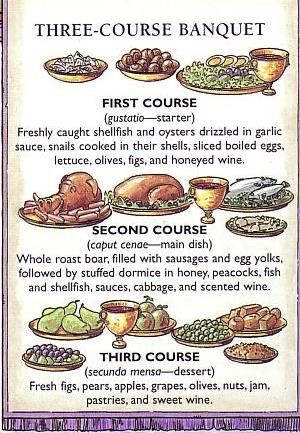 THREE-COURSE BANQUET
FIRST COURSE
(gustatio—starter)
Freshly caught shellfish and oysters drizzled in garlic
sauce, snails cooked in their shells, sliced boiled eggs,
lettuce, olives, figs, and honeyed wine.
SECOND COURSE
(caput cenae—main dish)
Whole roast boar, filled with sausages and egg yolks,
followed by stuffed dormice in honey, peacocks, fish
and shellfish, sauces, cabbage, and scented wine.
THIRD COURSE
(secunda mensa—dessert)
Fresh figs, pears, apples, grapes, olives, nuts, jam,
pastries, and sweet wine.